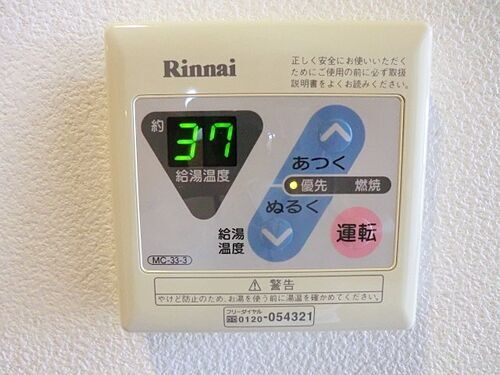 Rinnai
正しく安全にお使いいただく
ためにご使用の前に必ず取扱
説明書をよくお読みください。
約
37
給湯温度
あつく
優先 燃焼
ぬるく
給湯
温度
運転
MC-33-3
⚠警告
やけど防止のため、お湯を使う前に湯温を確かめてください。
フリーダイヤル
0120-054321